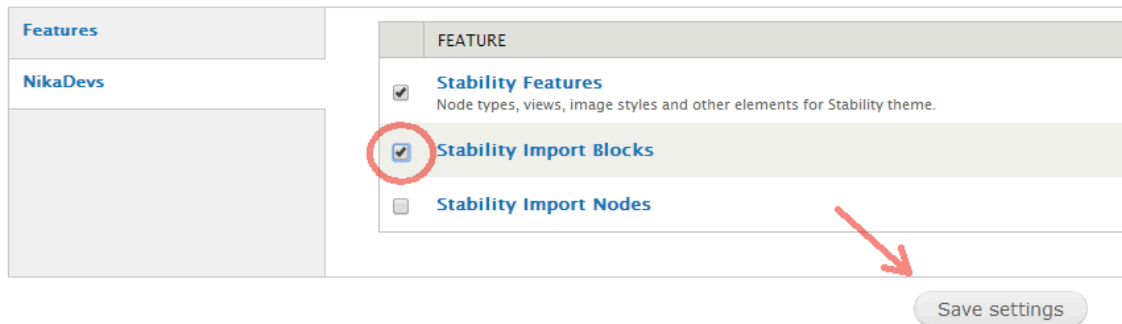 Features
NikaDevs
FEATURE
Stability Features
Node types, views, image styles and other elements for Stability theme.
Stability Import Blocks
Stability Import Nodes
Save settings